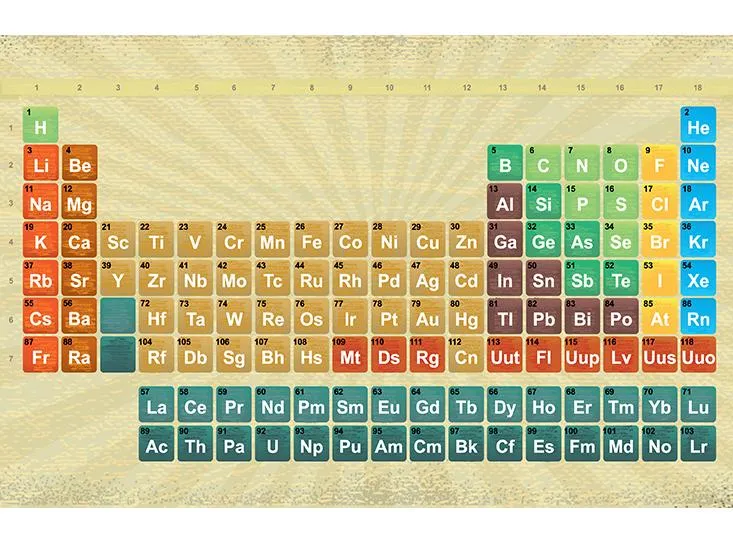 1 2 3 4 5 6 7 8 9 10 11 12 13 14 15 16 17 18
1 1 H 2 He
2 3 Li 4 Be 5 B 6 C 7 N 8 O 9 F 10 Ne
3 11 Na 12 Mg 13 Al 14 Si 15 P 16 S 17 Cl 18 Ar
4 19 K 20 Ca 21 Sc 22 Ti 23 V 24 Cr 25 Mn 26 Fe 27 Co 28 Ni 29 Cu 30 Zn 31 Ga 32 Ge 33 As 34 Se 35 Br 36 Kr
5 37 Rb 38 Sr 39 Y 40 Zr 41 Nb 42 Mo 43 Tc 44 Ru 45 Rh 46 Pd 47 Ag 48 Cd 49 In 50 Sn 51 Sb 52 Te 53 I 54 Xe
6 55 Cs 56 Ba 72 Hf 73 Ta 74 W 75 Re 76 Os 77 Ir 78 Pt 79 Au 80 Hg 81 Tl 82 Pb 83 Bi 84 Po 85 At 86 Rn
7 87 Fr 88 Ra 104 Rf 105 Db 106 Sg 107 Bh 108 Hs 109 Mt 110 Ds 111 Rg 112 Cn 113 Uut 114 Fl 115 Uup 116 Lv 117 Uus 118 Uuo
57 La 58 Ce 59 Pr 60 Nd 61 Pm 62 Sm 63 Eu 64 Gd 65 Tb 66 Dy 67 Ho 68 Er 69 Tm 70 Yb 71 Lu
89 Ac 90 Th 91 Pa 92 U 93 Np 94 Pu 95 Am 96 Cm 97 Bk 98 Cf 99 Es 100 Fm 101 Md 102 No 103 Lr